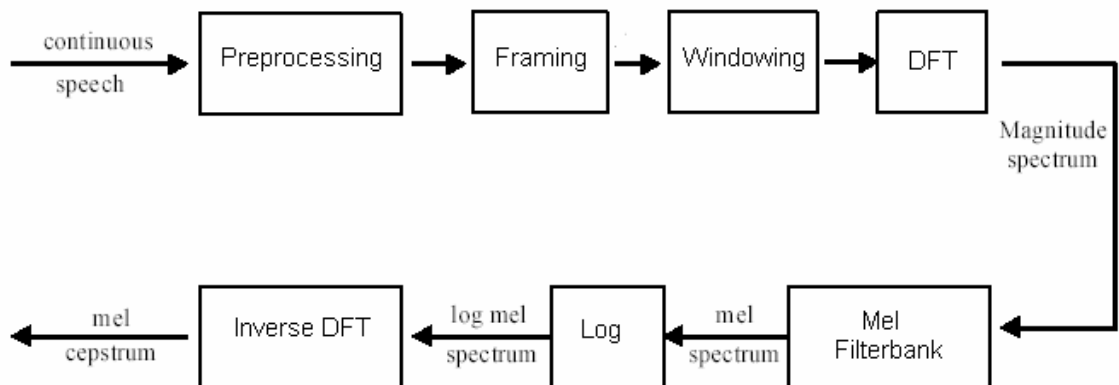 continuous
speech
Preprocessing
Framing
Windowing
DFT
Magnitude
spectrum
Mel
Filterbank
mel
spectrum
Log
log mel
spectrum
Inverse DFT
mel
cepstrum